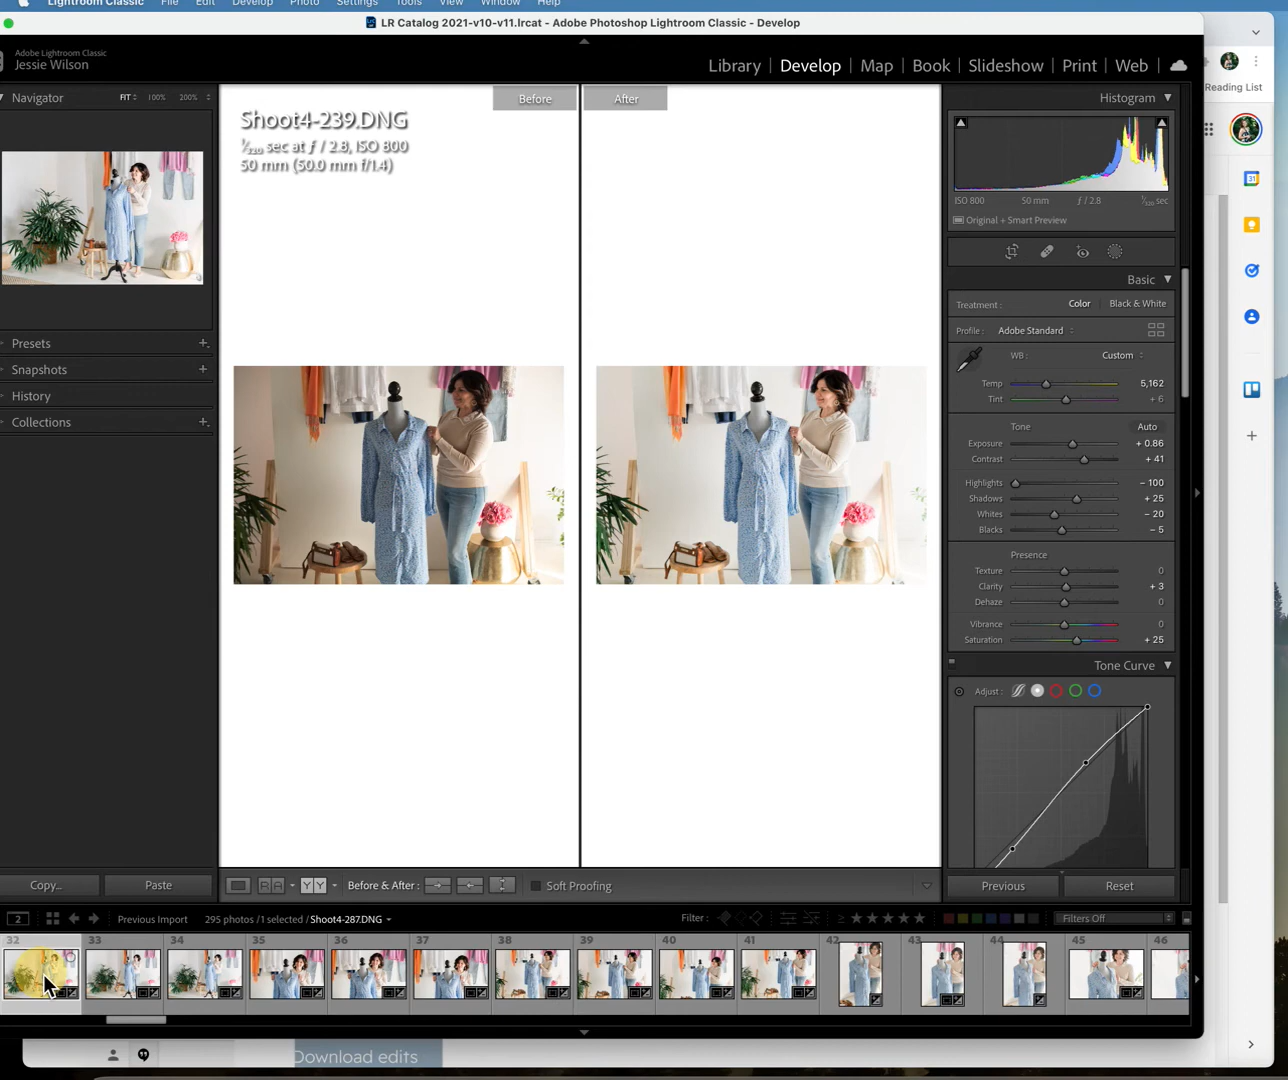 Lightroom Classic File Edit Develop Photo Settings Tools View Window Help
LR Catalog 2021-v10-v11.lrcat - Adobe Photoshop Lightroom Classic - Develop
Adobe Lightroom Classic
Jessie Wilson
Library | Develop | Map | Book | Slideshow | Print | Web
Reading List
Navigator FIT 100% 200%
Before After
Histogram
Shoot4-239.DNG
1/320 sec at ƒ / 2.8, ISO 800
50 mm (50.0 mm f/1.4)
ISO 800 50 mm ƒ / 2.8 1/320 sec
Original + Smart Preview
31
Basic
Treatment : Color Black & White
Profile : Adobe Standard
WB : Custom
Temp 5,162
Tint + 6
Tone Auto
Exposure + 0.86
Contrast + 41
Highlights − 100
Shadows + 25
Whites − 20
Blacks − 5
Presence
Texture 0
Clarity + 3
Dehaze 0
Vibrance 0
Saturation + 25
Tone Curve
Adjust :
Presets
Snapshots
History
Collections
Copy... Paste
R A Y Y Before & After : Soft Proofing
Previous Reset
2 Previous Import 295 photos / 1 selected / Shoot4-287.DNG
Filter : ≥ ★ ★ ★ ★ ★ Filters Off
32 33 34 35 36 37 38 39 40 41 42 43 44 45 46
Download edits